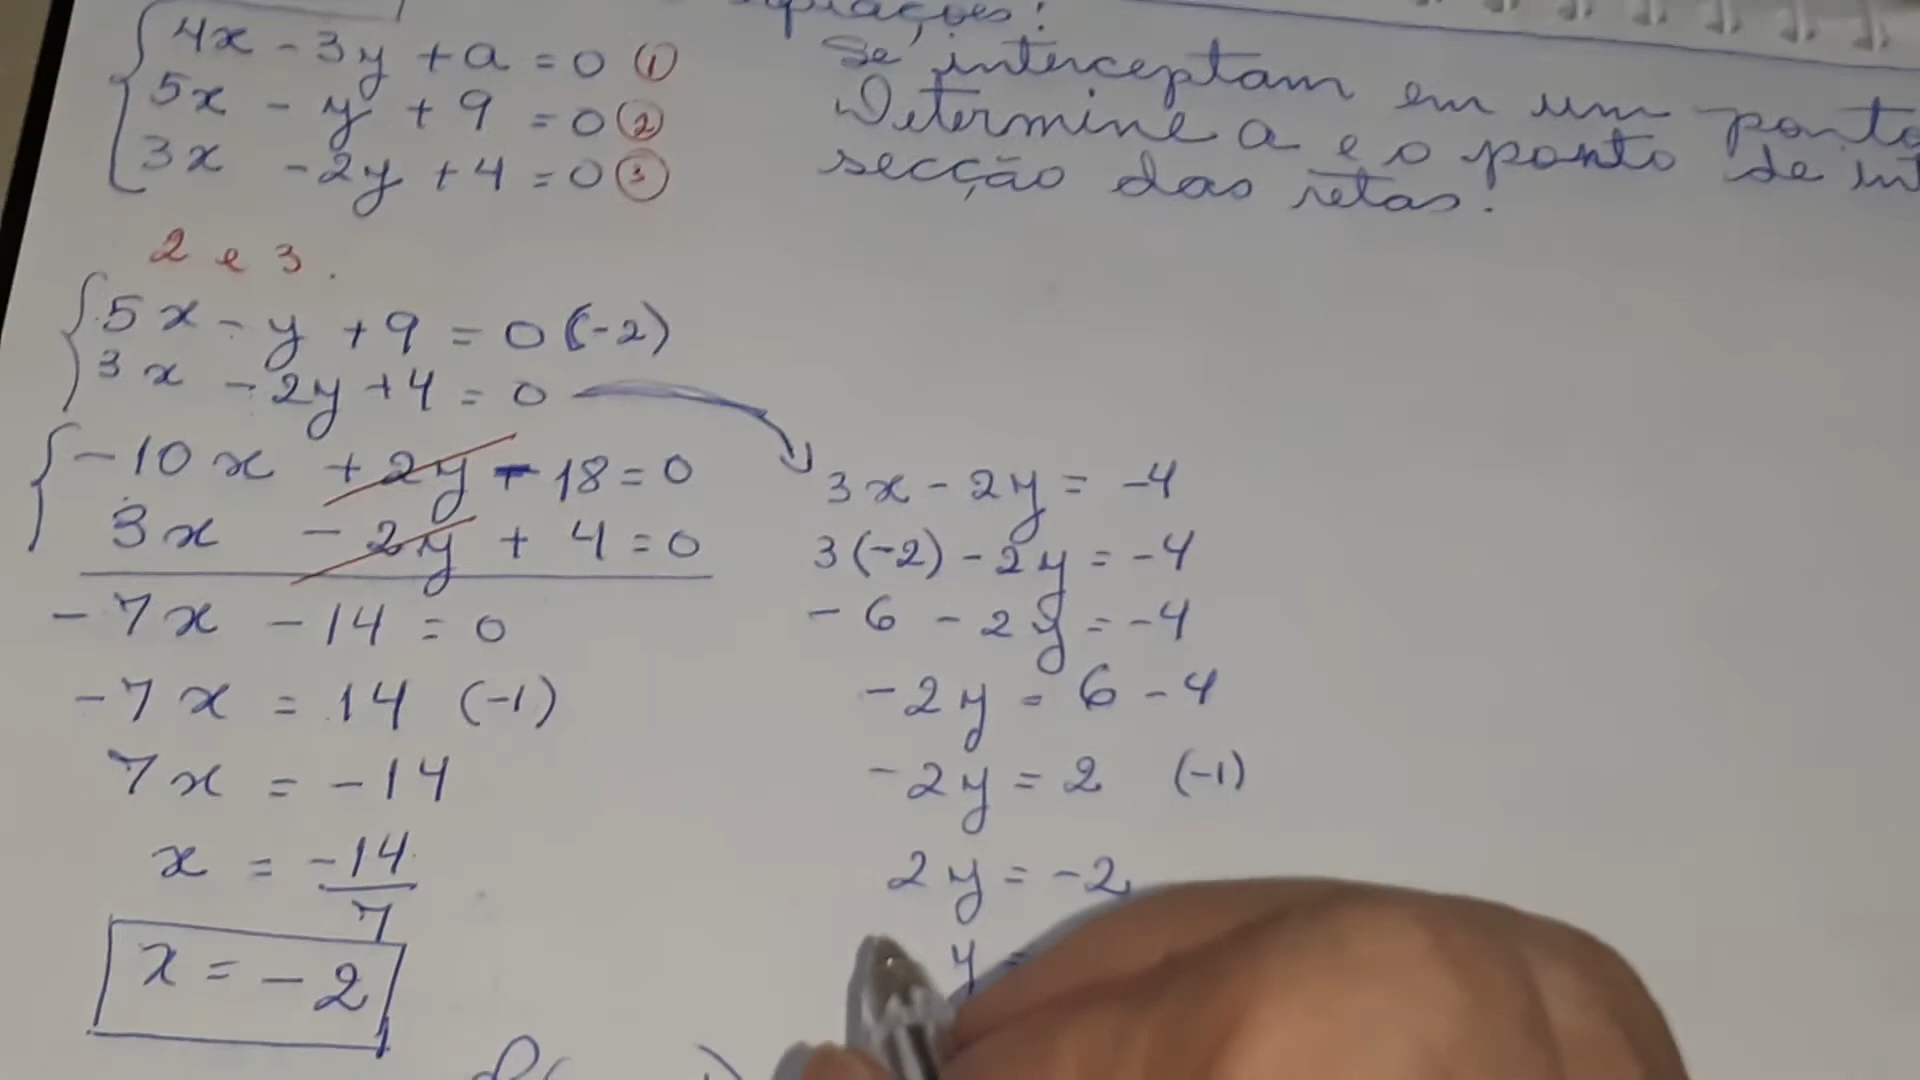 4x - 3y + a = 0 ①
5x - y + 9 = 0 ②
3x - 2y + 4 = 0 ③
Se interceptam em um ponto
Determine a e o ponto de int
secção das retas.
2 e 3.
5x - y + 9 = 0 (-2)
3x - 2y + 4 = 0
-10x + 2y - 18 = 0
3x - 2y + 4 = 0
-7x - 14 = 0
-7x = 14 (-1)
7x = -14
x = -14
7
x = -2
3x - 2y = -4
3(-2) - 2y = -4
-6 - 2y = -4
-2y = 6 - 4
-2y = 2 (-1)
2y = -2
y =